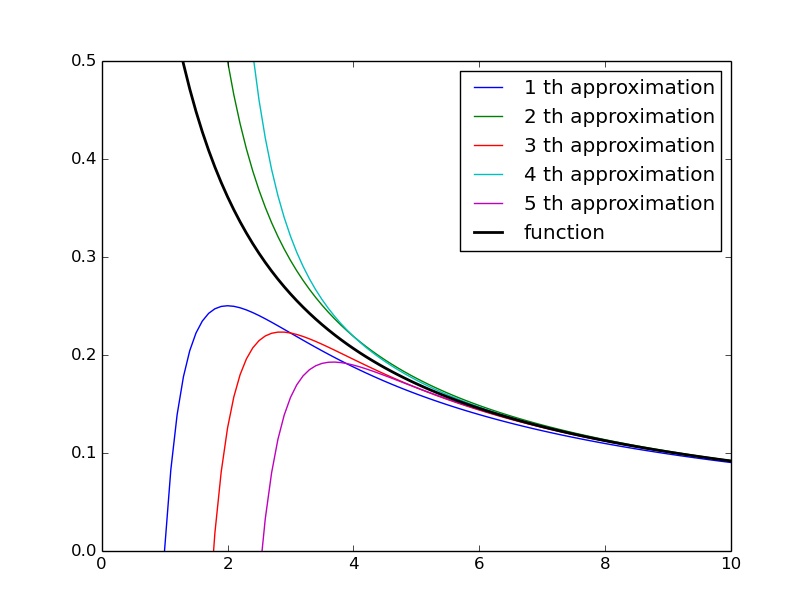 0.5
0.4
0.3
0.2
0.1
0.0
0 2 4 6 8 10
1 th approximation
2 th approximation
3 th approximation
4 th approximation
5 th approximation
function